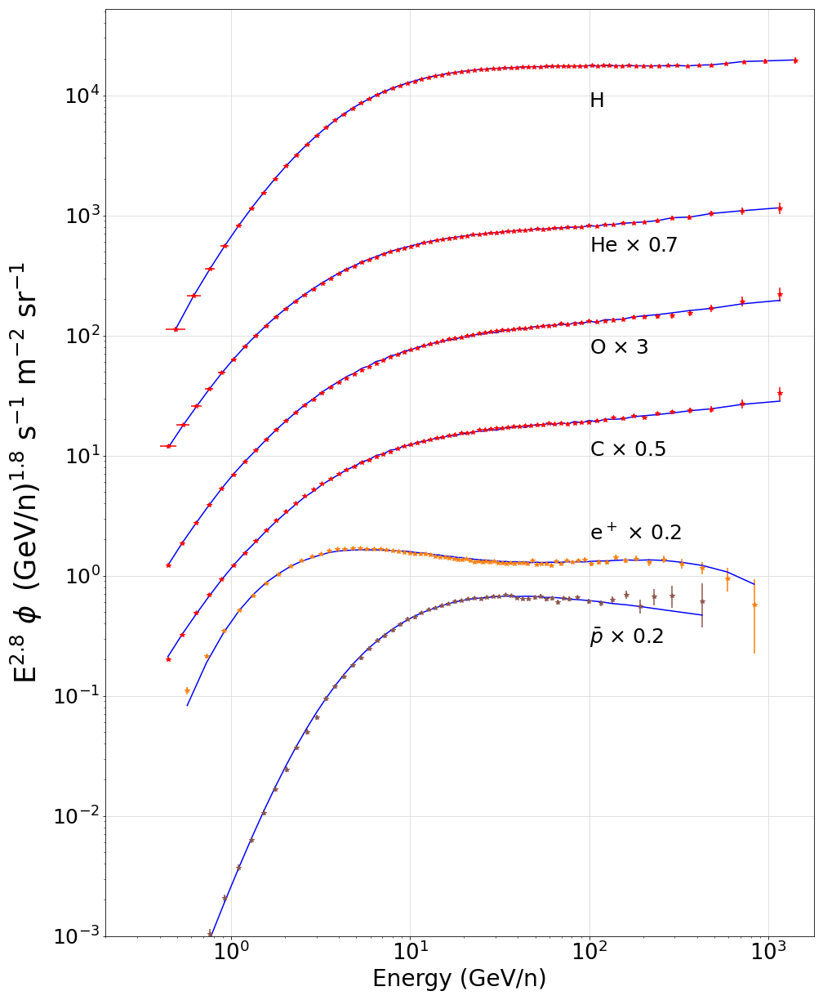 E^2.8 ϕ (GeV/n)^1.8 s^−1 m^−2 sr^−1
10^4
10^3
10^2
10^1
10^0
10^−1
10^−2
10^−3
H
He × 0.7
O × 3
C × 0.5
e^+ × 0.2
p̄ × 0.2
10^0 10^1 10^2 10^3
Energy (GeV/n)